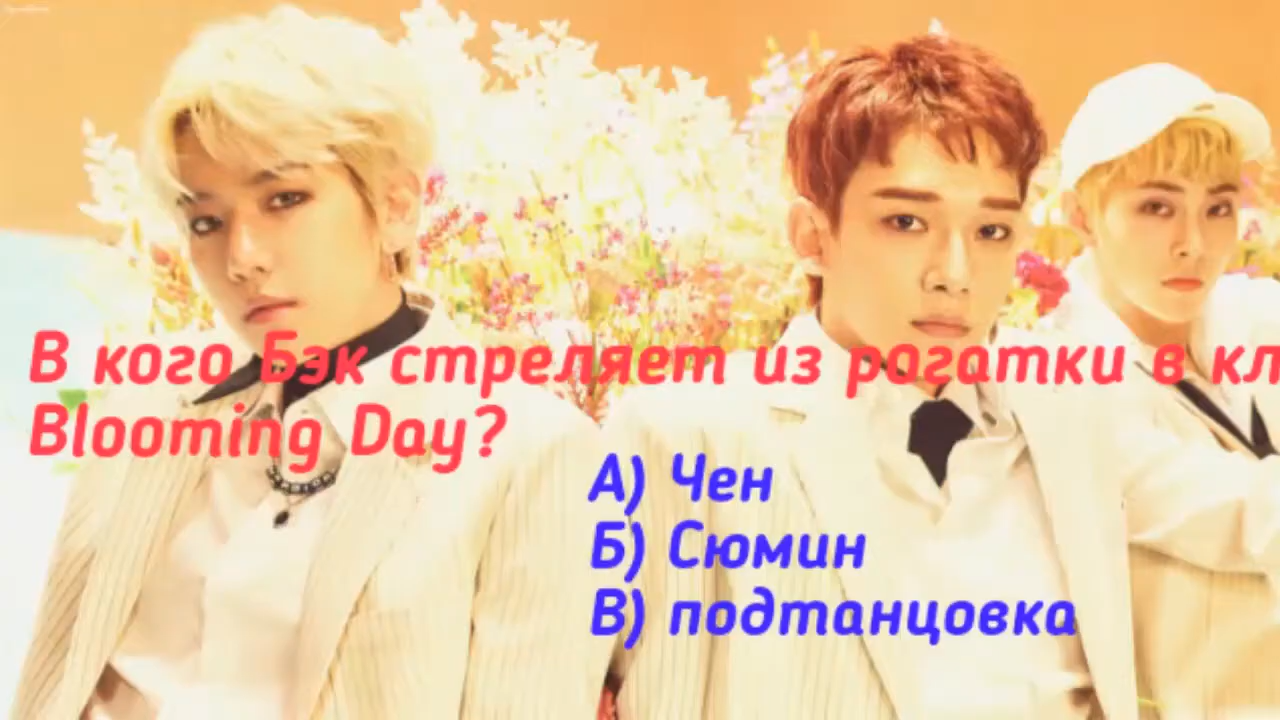 В кого Бэк стреляет из рогатки в кл
Blooming Day?
А) Чен
Б) Сюмин
В) подтанцовка